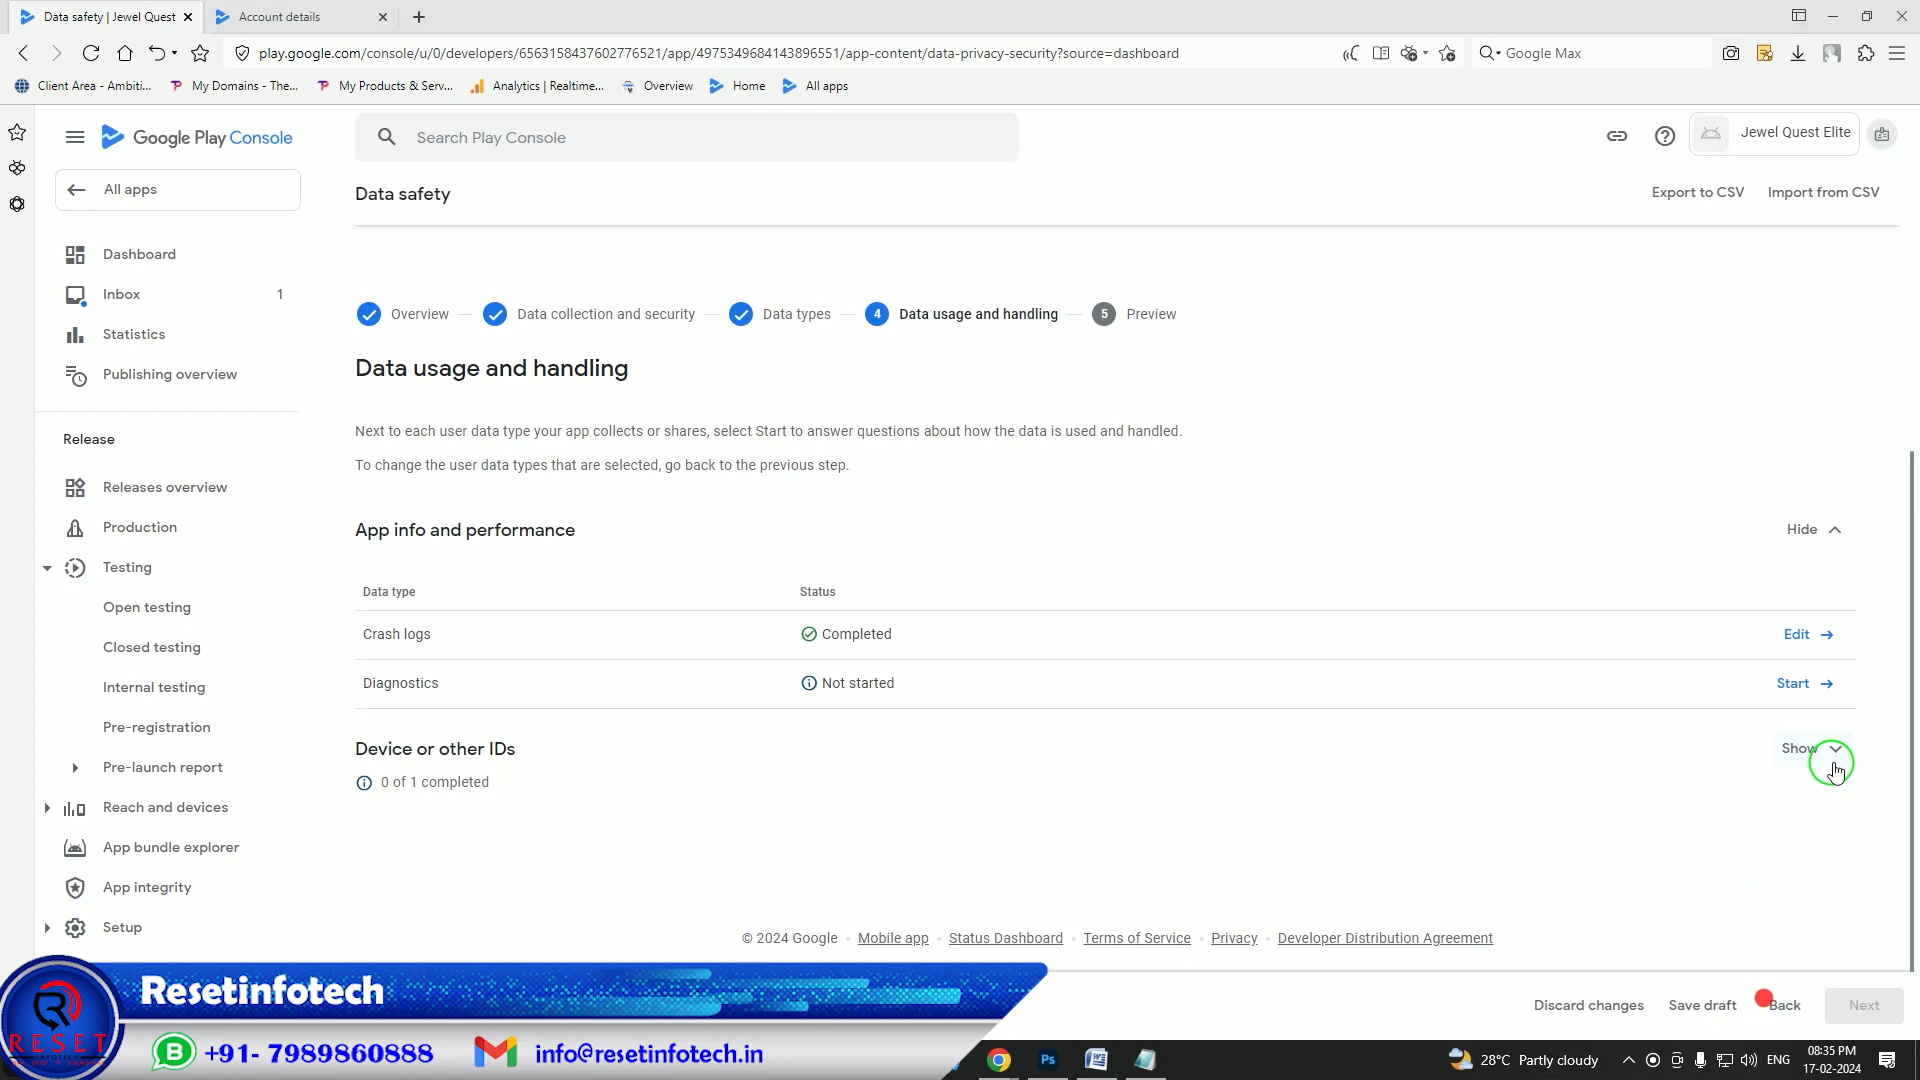 Data safety | Jewel Quest
Account details
play.google.com/console/u/0/developers/6563158437602776521/app/4975349684143896551/app-content/data-privacy-security?source=dashboard
Google Max
Client Area - Ambiti...
My Domains - The...
My Products & Serv...
Analytics | Realtime...
Overview
Home
All apps
Google Play Console
Search Play Console
Jewel Quest Elite
All apps
Data safety
Export to CSV
Import from CSV
Dashboard
Inbox 1
Statistics
Publishing overview
Release
Releases overview
Production
Testing
Open testing
Closed testing
Internal testing
Pre-registration
Pre-launch report
Reach and devices
App bundle explorer
App integrity
Setup
Overview
Data collection and security
Data types
4 Data usage and handling
5 Preview
Data usage and handling
Next to each user data type your app collects or shares, select Start to answer questions about how the data is used and handled.
To change the user data types that are selected, go back to the previous step.
App info and performance
Hide
Data type Status
Crash logs Completed Edit
Diagnostics Not started Start
Device or other IDs
Show
0 of 1 completed
© 2024 Google · Mobile app · Status Dashboard · Terms of Service · Privacy · Developer Distribution Agreement
Discard changes
Save draft
Back
Next
Resetinfotech
RESET
INFOTECH
+91- 7989860888
info@resetinfotech.in
Ps
28°C Partly cloudy
ENG
08:35 PM
17-02-2024